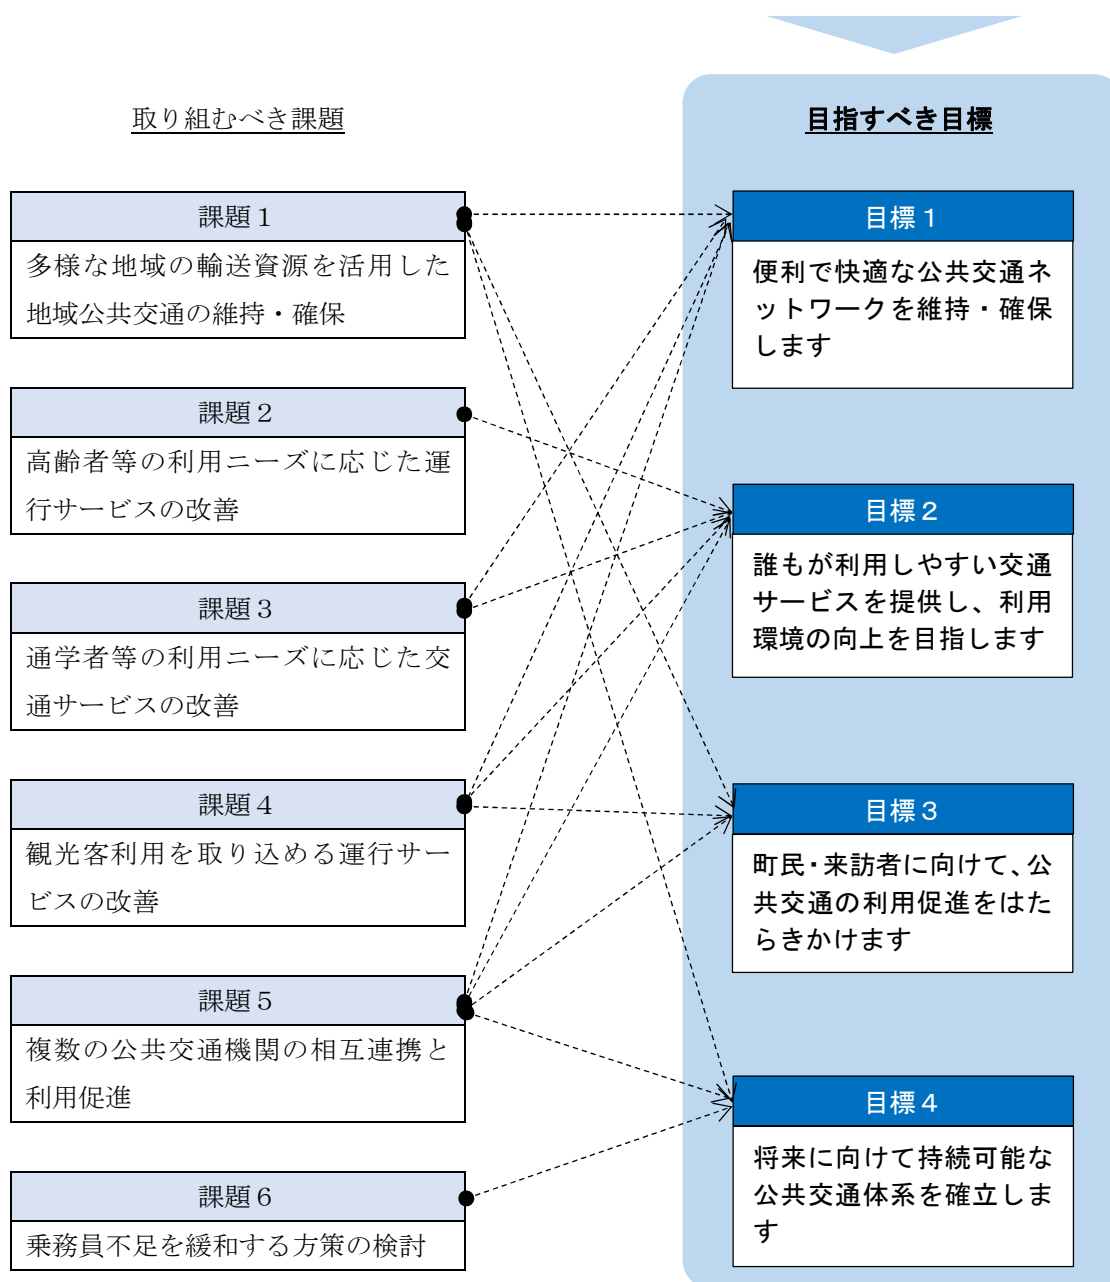 取り組むべき課題
課題１
多様な地域の輸送資源を活用した
地域公共交通の維持・確保
課題２
高齢者等の利用ニーズに応じた運
行サービスの改善
課題３
通学者等の利用ニーズに応じた交
通サービスの改善
課題４
観光客利用を取り込める運行サー
ビスの改善
課題５
複数の公共交通機関の相互連携と
利用促進
課題６
乗務員不足を緩和する方策の検討
目指すべき目標
目標１
便利で快適な公共交通ネ
ットワークを維持・確保
します
目標２
誰もが利用しやすい交通
サービスを提供し、利用
環境の向上を目指します
目標３
町民・来訪者に向けて、公
共交通の利用促進をはた
らきかけます
目標４
将来に向けて持続可能な
公共交通体系を確立しま
す